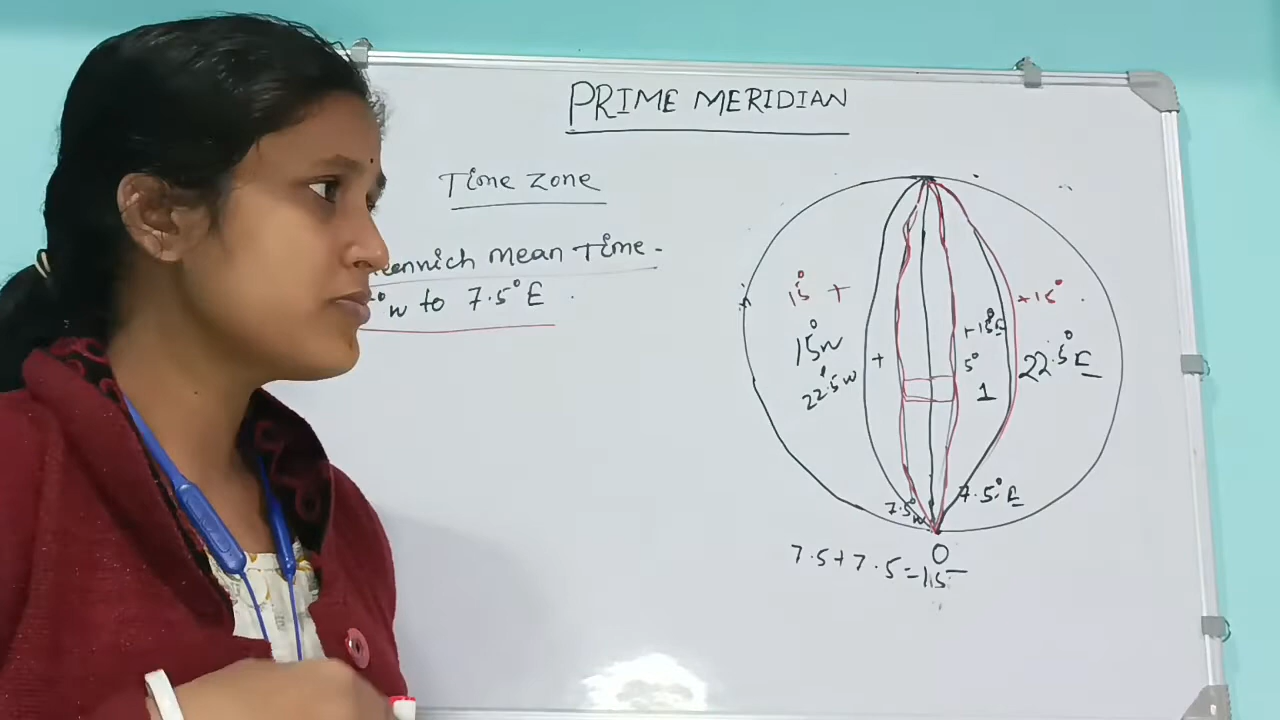 PRIME MERIDIAN
Time Zone
eenwich mean Time -
° W to 7.5° E
15° +
15° W
22.5° W
+
+15° E
5°
1
+15°
22.5° E
7.5° W
7.5° E
0
7.5 + 7.5 = 15